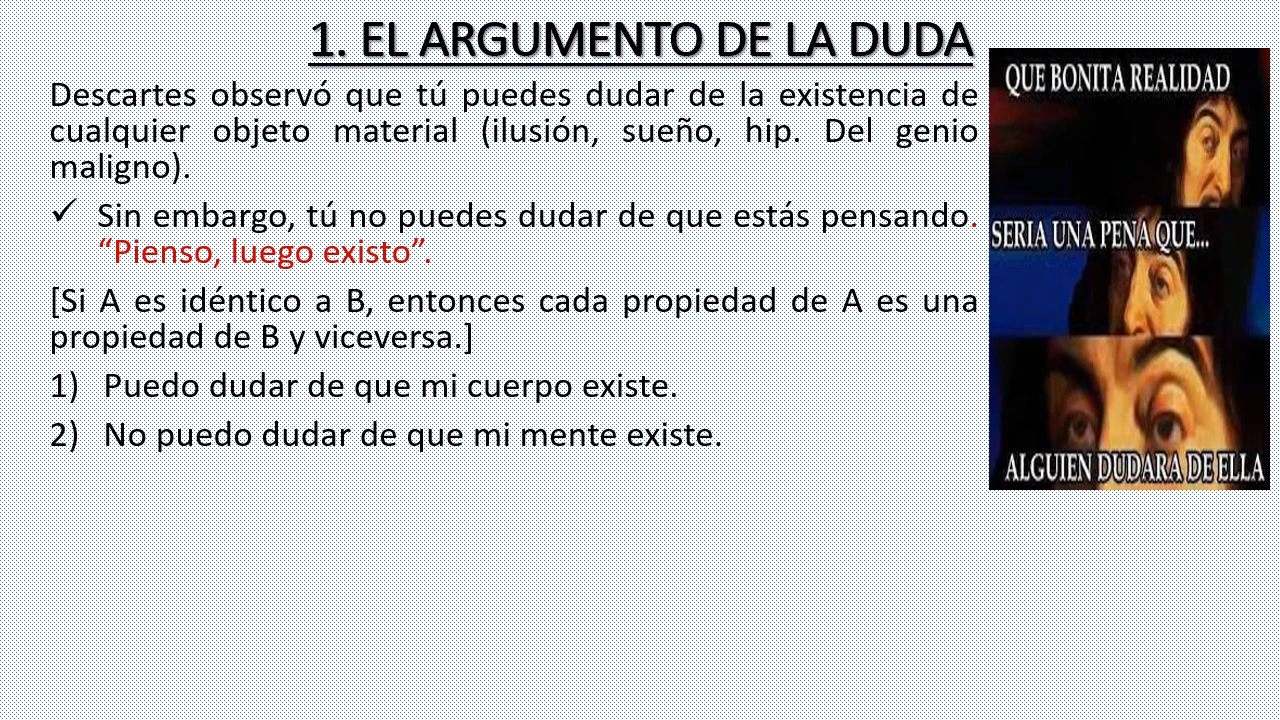 1. EL ARGUMENTO DE LA DUDA
Descartes observó que tú puedes dudar de la existencia de
cualquier objeto material (ilusión, sueño, hip. Del genio
maligno).
✓ Sin embargo, tú no puedes dudar de que estás pensando.
“Pienso, luego existo”.
[Si A es idéntico a B, entonces cada propiedad de A es una
propiedad de B y viceversa.]
1) Puedo dudar de que mi cuerpo existe.
2) No puedo dudar de que mi mente existe.
QUE BONITA REALIDAD
SERIA UNA PENA QUE...
ALGUIEN DUDARA DE ELLA